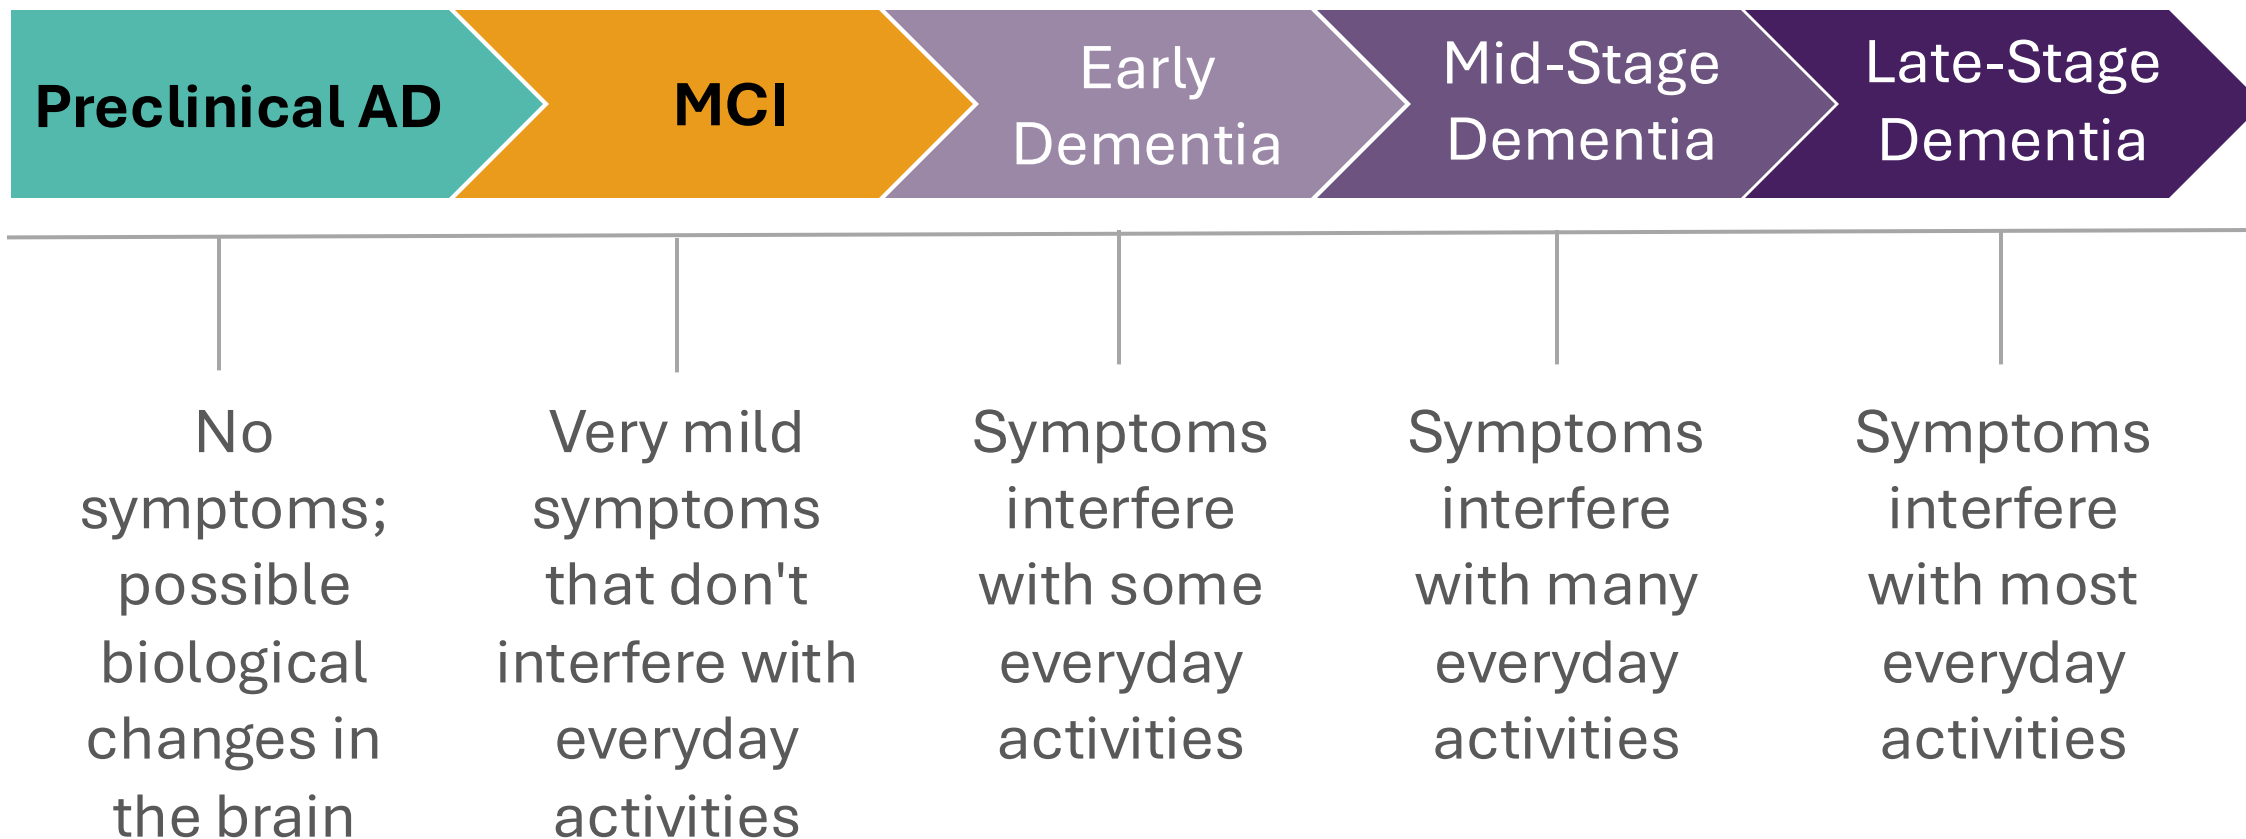 Preclinical AD
MCI
Early
Dementia
Mid-Stage
Dementia
Late-Stage
Dementia
No
symptoms;
possible
biological
changes in
the brain
Very mild
symptoms
that don't
interfere with
everyday
activities
Symptoms
interfere
with some
everyday
activities
Symptoms
interfere
with many
everyday
activities
Symptoms
interfere
with most
everyday
activities